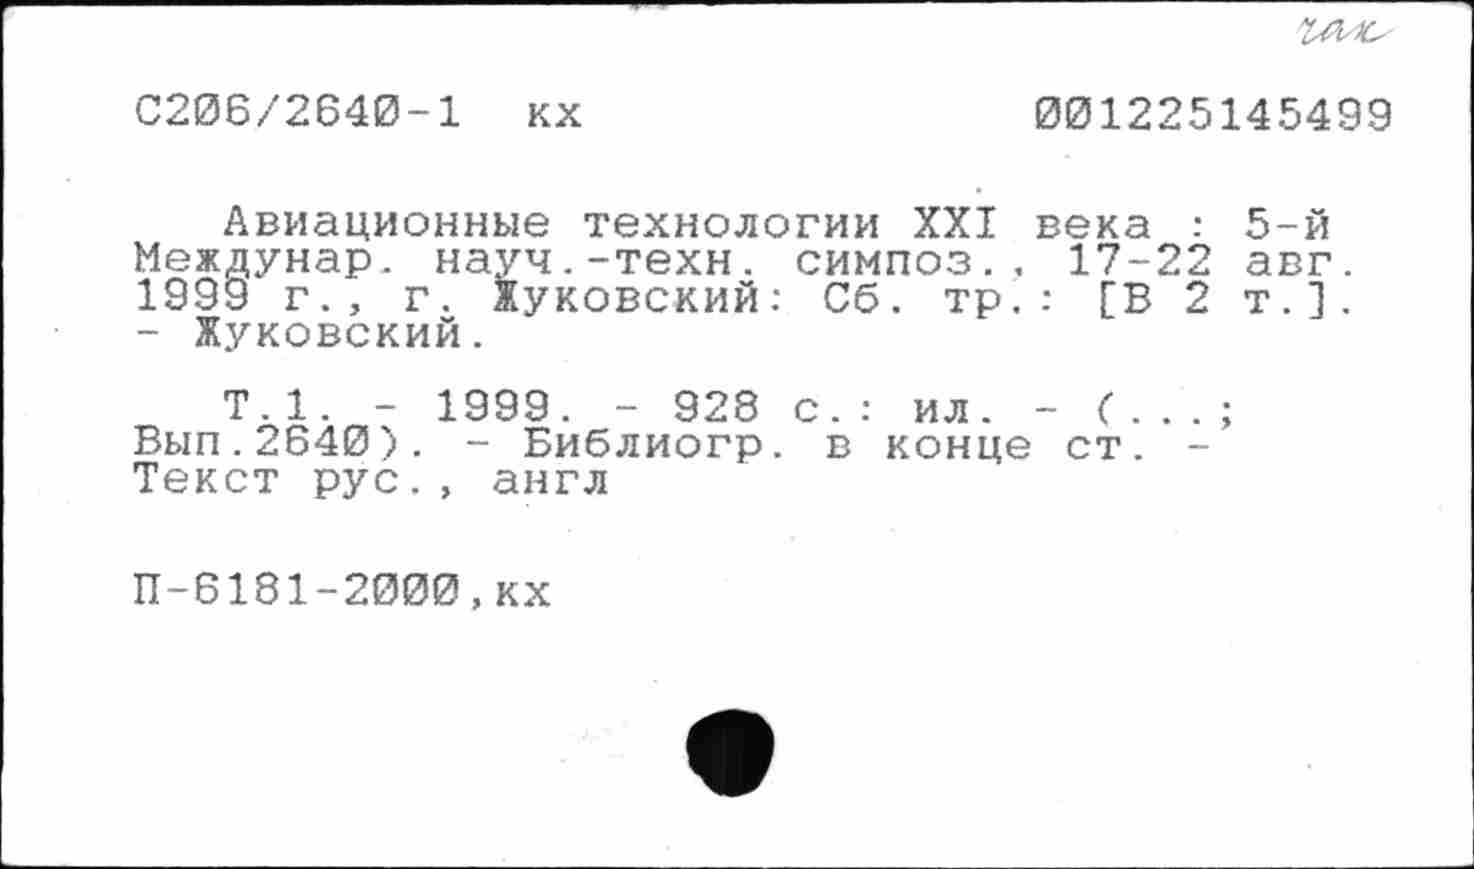 чак
С206/2640-1 кх 001225145499
Авиационные технологии XXI века : 5-й
Междунар. науч.-техн. симпоз., 17-22 авг.
1999 г., г. Жуковский: Сб. тр.: [В 2 т.].
- Жуковский.
Т.1. - 1999. - 928 с.: ил. - (...;
Вып.2640). - Библиогр. в конце ст. -
Текст рус., англ
П-6181-2000,кх